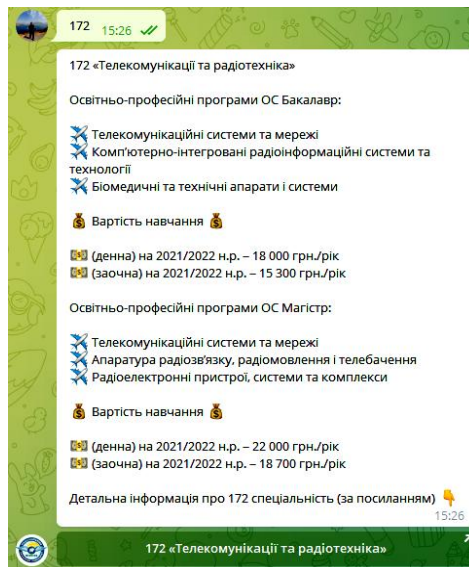 172 15:26
172 «Телекомунікації та радіотехніка»
Освітньо-професійні програми ОС Бакалавр:
Телекомунікаційні системи та мережі
Комп'ютерно-інтегровані радіоінформаційні системи та
технології
Біомедичні та технічні апарати і системи
Вартість навчання
(денна) на 2021/2022 н.р. – 18 000 грн./рік
(заочна) на 2021/2022 н.р. – 15 300 грн./рік
Освітньо-професійні програми ОС Магістр:
Телекомунікаційні системи та мережі
Апаратура радіозв'язку, радіомовлення і телебачення
Радіоелектронні пристрої, системи та комплекси
Вартість навчання
(денна) на 2021/2022 н.р. – 22 000 грн./рік
(заочна) на 2021/2022 н.р. – 18 700 грн./рік
Детальна інформація про 172 спеціальність (за посиланням)
15:26
172 «Телекомунікації та радіотехніка»